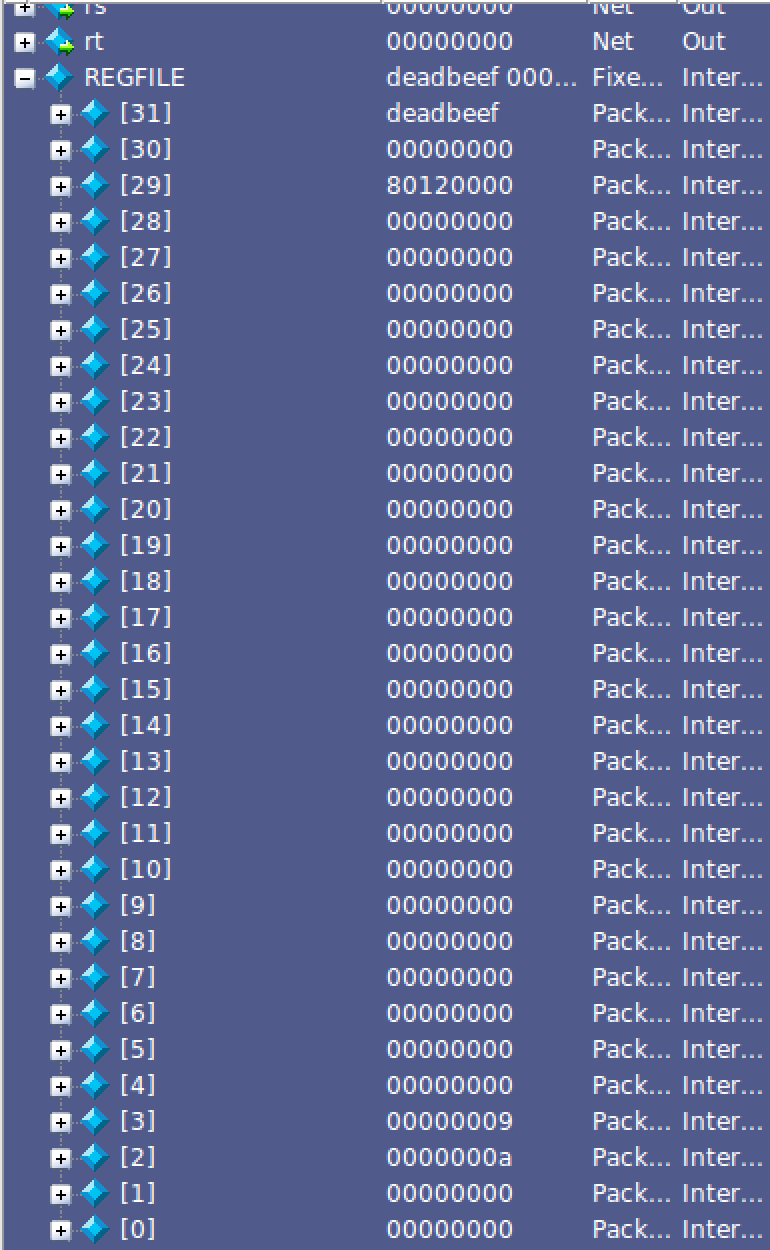 rs 00000000 Net Out
rt 00000000 Net Out
REGFILE deadbeef 000... Fixe... Inter...
[31] deadbeef Pack... Inter...
[30] 00000000 Pack... Inter...
[29] 80120000 Pack... Inter...
[28] 00000000 Pack... Inter...
[27] 00000000 Pack... Inter...
[26] 00000000 Pack... Inter...
[25] 00000000 Pack... Inter...
[24] 00000000 Pack... Inter...
[23] 00000000 Pack... Inter...
[22] 00000000 Pack... Inter...
[21] 00000000 Pack... Inter...
[20] 00000000 Pack... Inter...
[19] 00000000 Pack... Inter...
[18] 00000000 Pack... Inter...
[17] 00000000 Pack... Inter...
[16] 00000000 Pack... Inter...
[15] 00000000 Pack... Inter...
[14] 00000000 Pack... Inter...
[13] 00000000 Pack... Inter...
[12] 00000000 Pack... Inter...
[11] 00000000 Pack... Inter...
[10] 00000000 Pack... Inter...
[9] 00000000 Pack... Inter...
[8] 00000000 Pack... Inter...
[7] 00000000 Pack... Inter...
[6] 00000000 Pack... Inter...
[5] 00000000 Pack... Inter...
[4] 00000000 Pack... Inter...
[3] 00000009 Pack... Inter...
[2] 0000000a Pack... Inter...
[1] 00000000 Pack... Inter...
[0] 00000000 Pack... Inter...